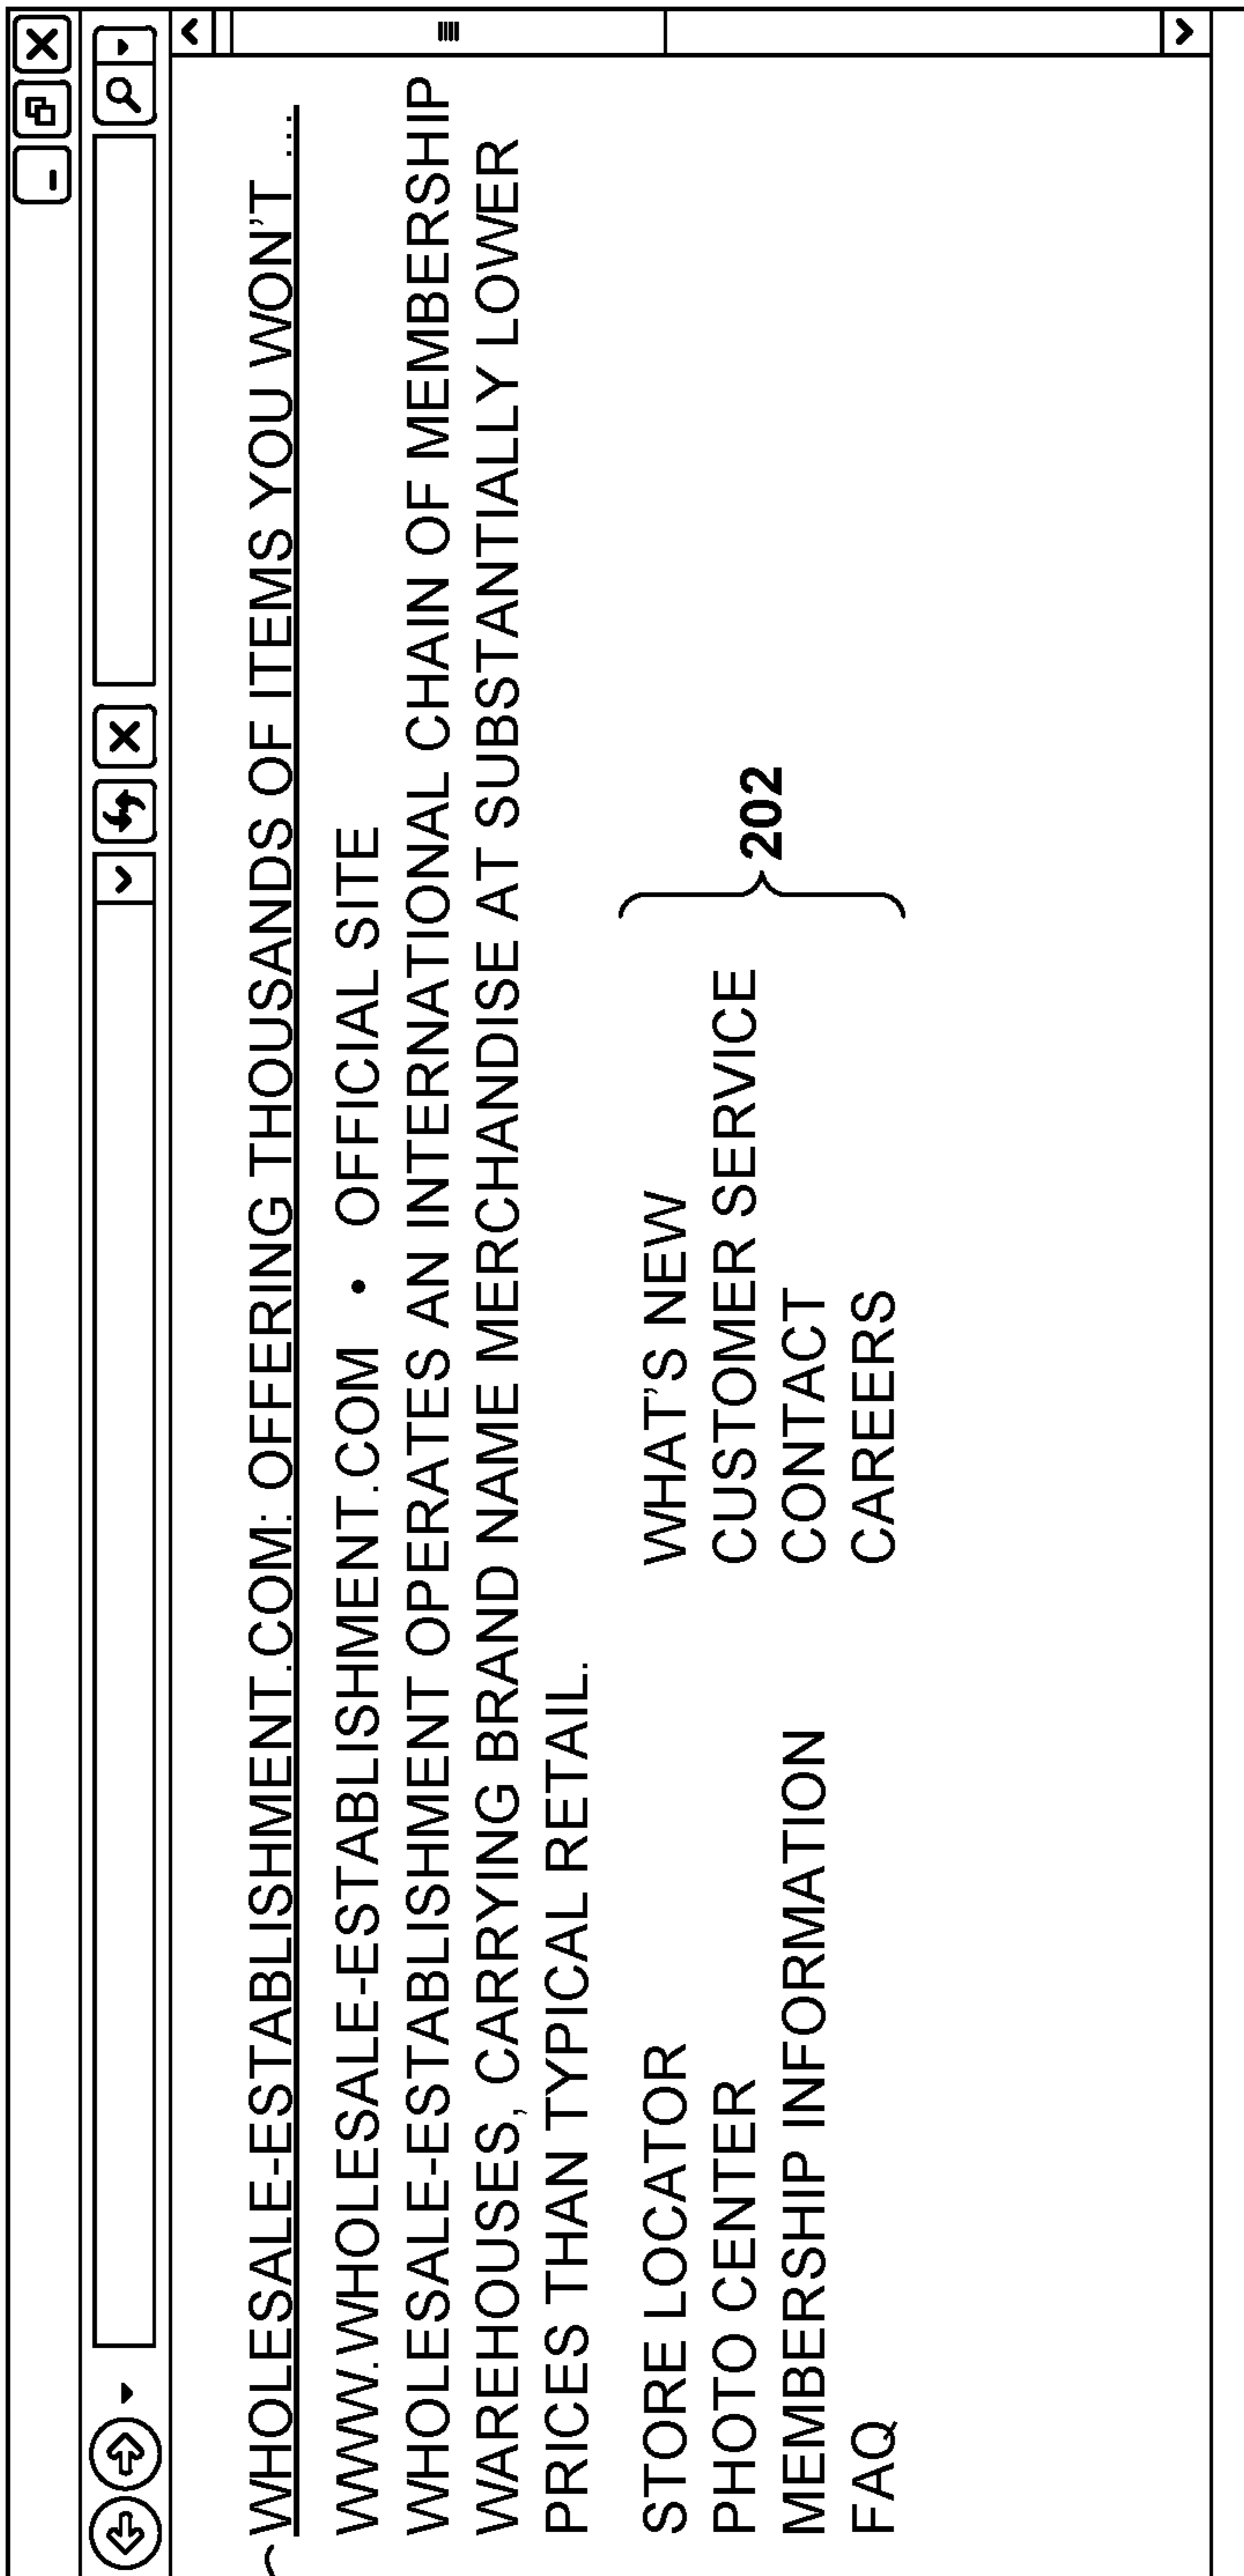 WHOLESALE-ESTABLISHMENT.COM: OFFERING THOUSANDS OF ITEMS YOU WON'T ...
WWW.WHOLESALE-ESTABLISHMENT.COM • OFFICIAL SITE
WHOLESALE-ESTABLISHMENT OPERATES AN INTERNATIONAL CHAIN OF MEMBERSHIP
WAREHOUSES, CARRYING BRAND NAME MERCHANDISE AT SUBSTANTIALLY LOWER
PRICES THAN TYPICAL RETAIL.
STORE LOCATOR WHAT'S NEW
PHOTO CENTER CUSTOMER SERVICE
MEMBERSHIP INFORMATION CONTACT
FAQ CAREERS
202